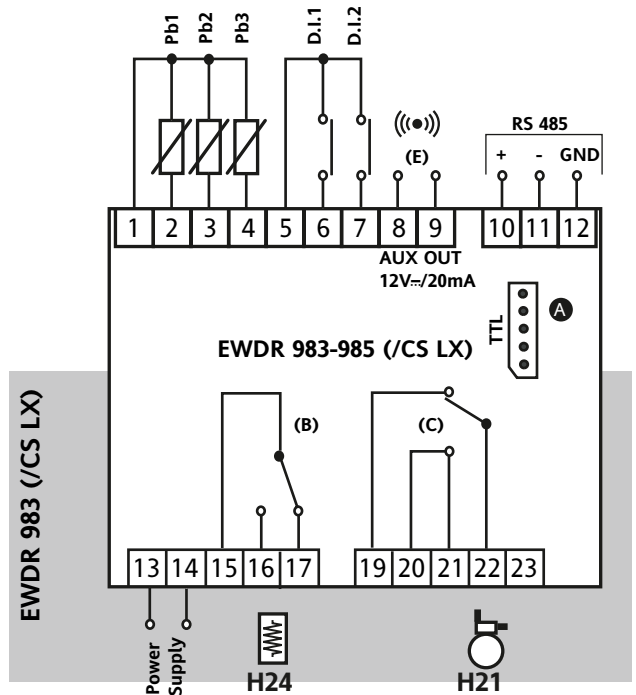 Pb1
Pb2
Pb3
D.I.1
D.I.2
RS 485
(E)
+ - GND
1 2 3 4 5 6 7 8 9 10 11 12
AUX OUT
12V⎓/20mA
TTL
A
EWDR 983-985 (/CS LX)
EWDR 983 (/CS LX)
(B)
(C)
13 14 15 16 17 19 20 21 22 23
Power
Supply
H24
H21